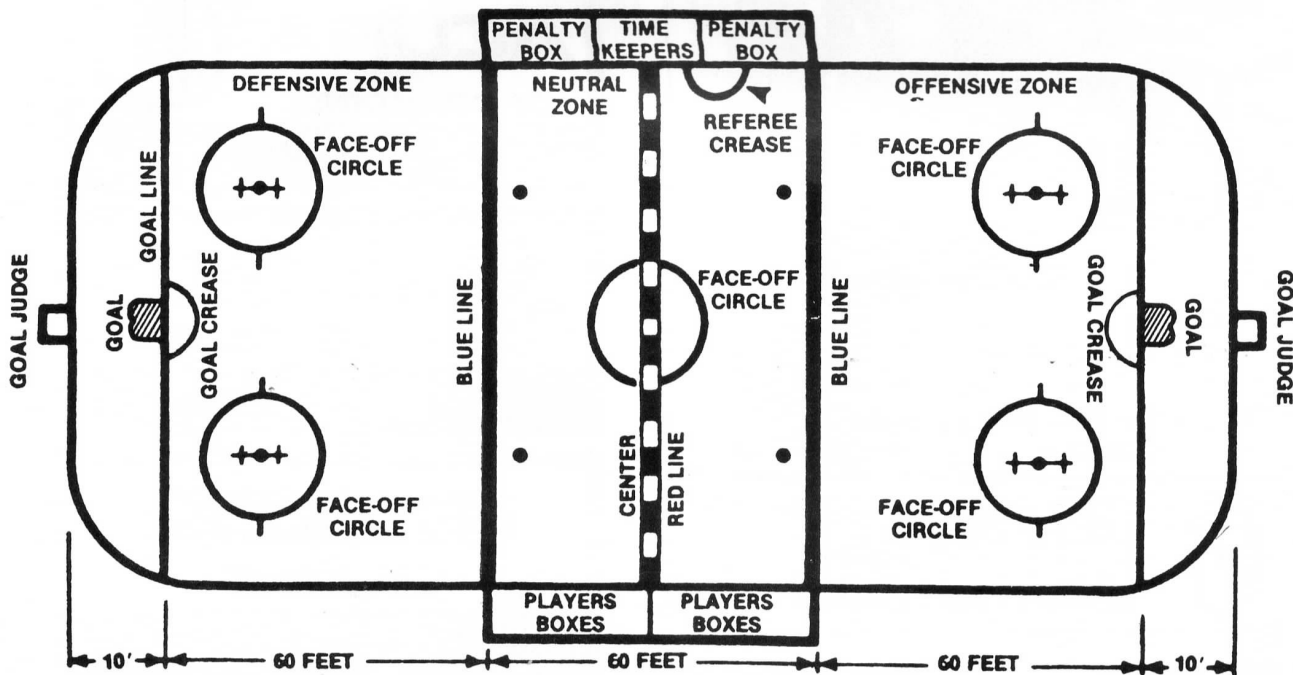 PENALTY
BOX
TIME
KEEPERS
PENALTY
BOX
DEFENSIVE ZONE
NEUTRAL
ZONE
OFFENSIVE ZONE
REFEREE
CREASE
FACE-OFF
CIRCLE
FACE-OFF
CIRCLE
GOAL LINE
GOAL JUDGE
GOAL
GOAL CREASE
BLUE LINE
FACE-OFF
CIRCLE
BLUE LINE
GOAL CREASE
GOAL
GOAL JUDGE
CENTER
RED LINE
FACE-OFF
CIRCLE
FACE-OFF
CIRCLE
PLAYERS
BOXES
PLAYERS
BOXES
10' 60 FEET 60 FEET 60 FEET 10'